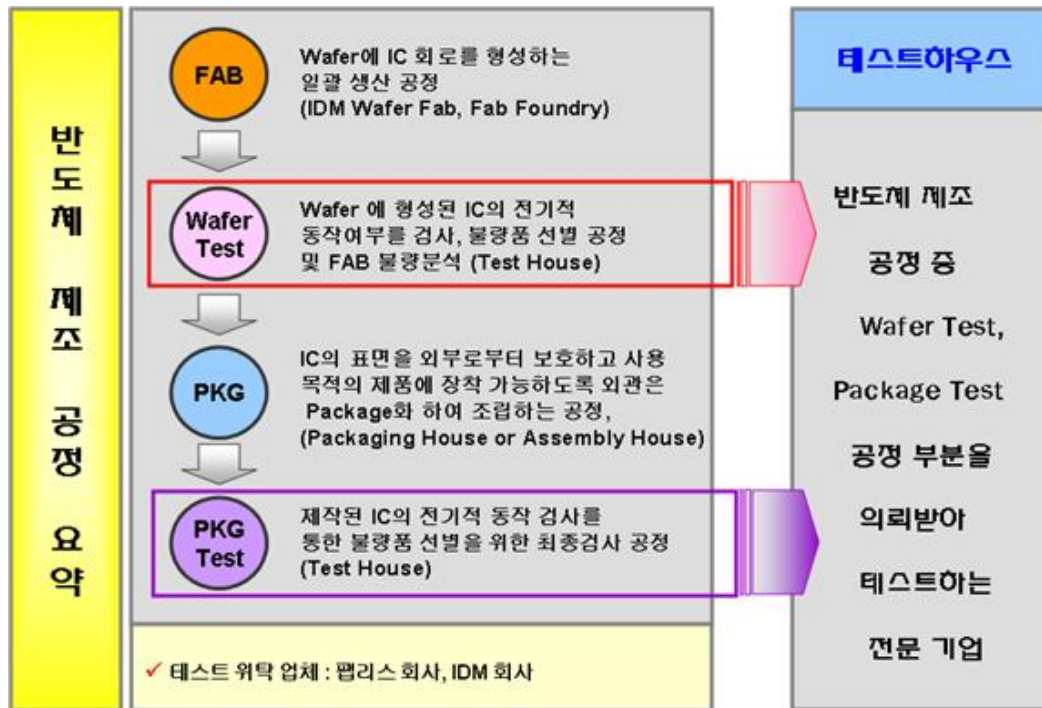 반도체 제조 공정 요약
FAB
Wafer에 IC 회로를 형성하는
일괄 생산 공정
(IDM Wafer Fab, Fab Foundry)
Wafer
Test
Wafer 에 형성된 IC의 전기적
동작여부를 검사, 불량품 선별 공정
및 FAB 불량분석 (Test House)
PKG
IC의 표면을 외부로부터 보호하고 사용
목적의 제품에 장착 가능하도록 외관은
Package화 하여 조립하는 공정,
(Packaging House or Assembly House)
PKG
Test
제작된 IC의 전기적 동작 검사를
통한 불량품 선별을 위한 최종검사 공정
(Test House)
✓ 테스트 위탁 업체 : 팹리스 회사, IDM 회사
테스트하우스
반도체 제조
공정 중
Wafer Test,
Package Test
공정 부분을
의뢰받아
테스트하는
전문 기업